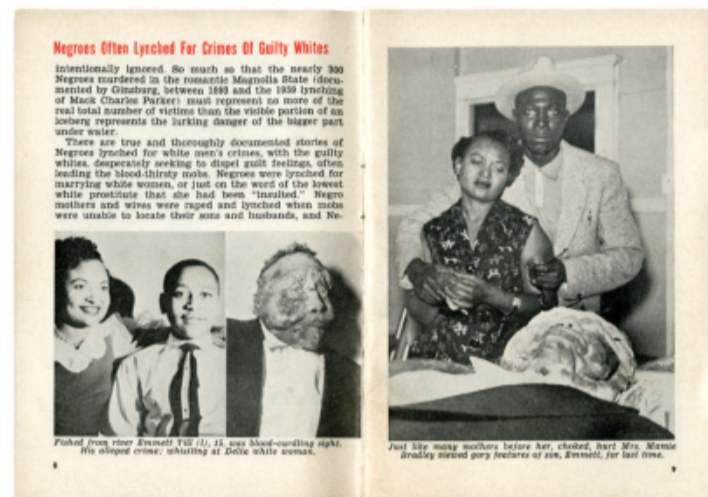 Negroes Often Lynched For Crimes Of Guilty Whites
intentionally ignored. So much so that the nearly 300
Negroes murdered in the romantic Magnolia State (docu-
mented by Ginzburg, between 1893 and the 1959 lynching
of Mack Charles Parker) must represent no more of the
real total number of victims than the visible portion of an
iceberg represents the lurking danger of the bigger part
under water.
There are true and thoroughly documented stories of
Negroes lynched for white men's crimes, with the guilty
whites, desperately seeking to dispel guilt feelings, often
leading the blood-thirsty mobs. Negroes were lynched for
marrying white women, or just on the word of the lowest
white prostitute that she had been "insulted." Negro
mothers and wives were raped and lynched when mobs
were unable to locate their sons and husbands, and Ne-
Fished from river Emmett Till (l), 15, was blood-curdling sight.
His alleged crime: whistling at Delta white woman.
8
Just like many mothers before her, choked, hurt Mrs. Mamie
Bradley viewed gory features of son, Emmett, for last time.
9